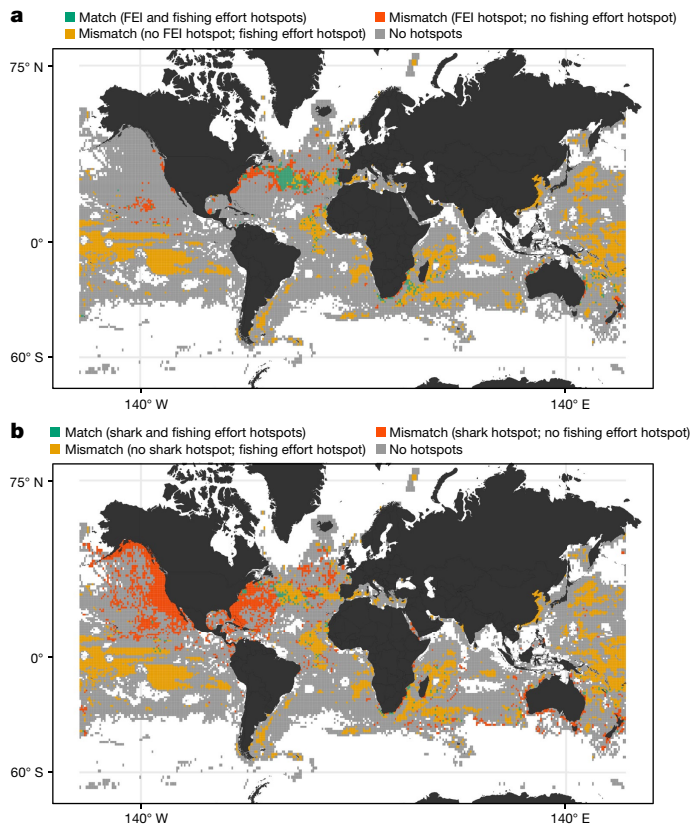 a
Match (FEI and fishing effort hotspots) Mismatch (FEI hotspot; no fishing effort hotspot)
Mismatch (no FEI hotspot; fishing effort hotspot) No hotspots
75° N
0°
60° S
140° W 140° E
b
Match (shark and fishing effort hotspots) Mismatch (shark hotspot; no fishing effort hotspot)
Mismatch (no shark hotspot; fishing effort hotspot) No hotspots
75° N
0°
60° S
140° W 140° E